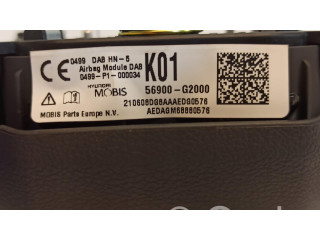 CE 0499 DAB HN-5
Airbag Module DAB
0499-P1-000034
K01
HYUNDAI
MOBIS
56900-G2000
210608DG8AAAED00576
AEDAGM68880576
MOBIS Parts Europe N.V.